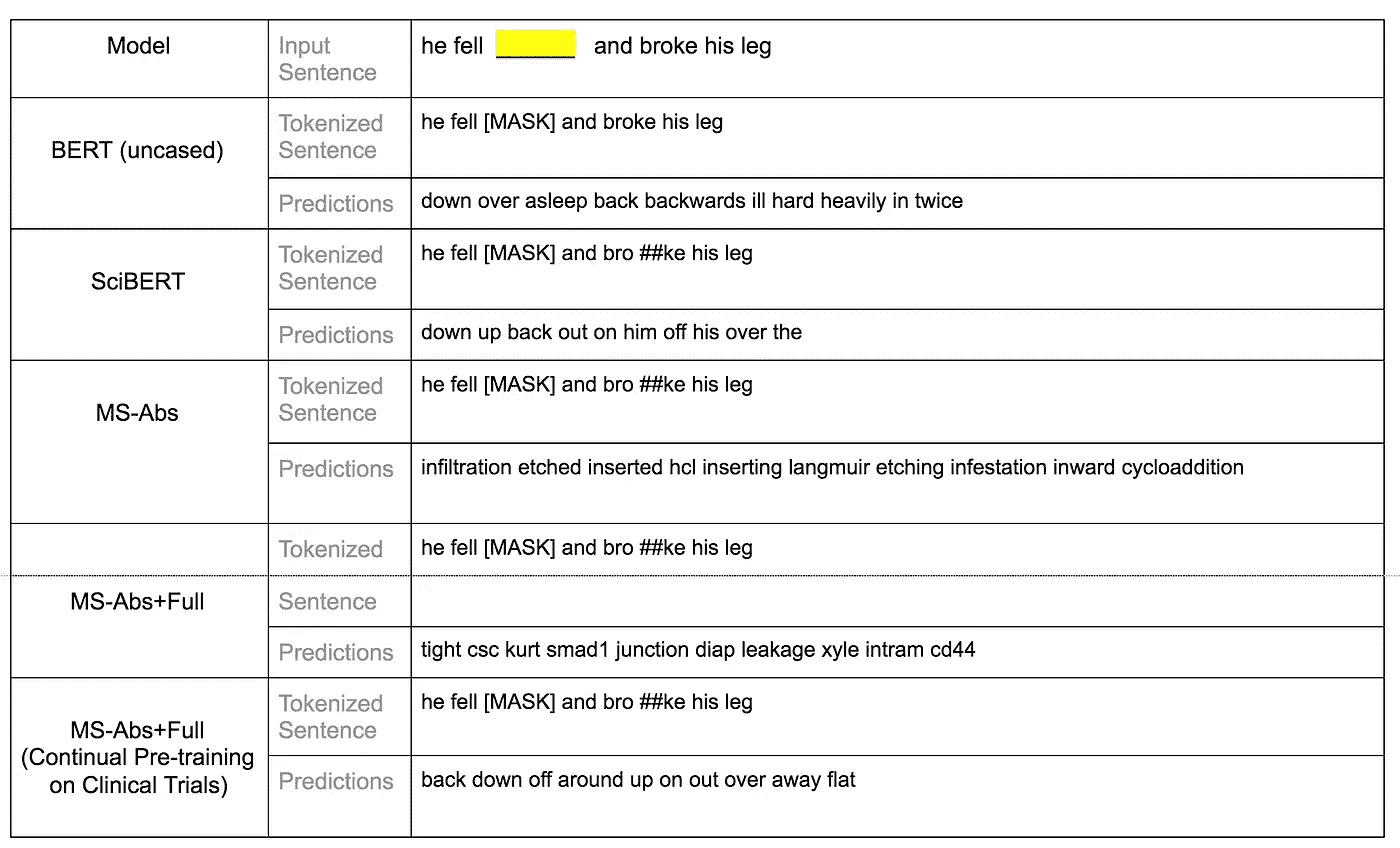 Model
Input
Sentence
he fell _______ and broke his leg
BERT (uncased)
Tokenized
Sentence
he fell [MASK] and broke his leg
Predictions
down over asleep back backwards ill hard heavily in twice
SciBERT
Tokenized
Sentence
he fell [MASK] and bro ##ke his leg
Predictions
down up back out on him off his over the
MS-Abs
Tokenized
Sentence
he fell [MASK] and bro ##ke his leg
Predictions
infiltration etched inserted hcl inserting langmuir etching infestation inward cycloaddition
Tokenized
he fell [MASK] and bro ##ke his leg
MS-Abs+Full
Sentence
Predictions
tight csc kurt smad1 junction diap leakage xyle intram cd44
MS-Abs+Full
(Continual Pre-training
on Clinical Trials)
Tokenized
Sentence
he fell [MASK] and bro ##ke his leg
Predictions
back down off around up on out over away flat